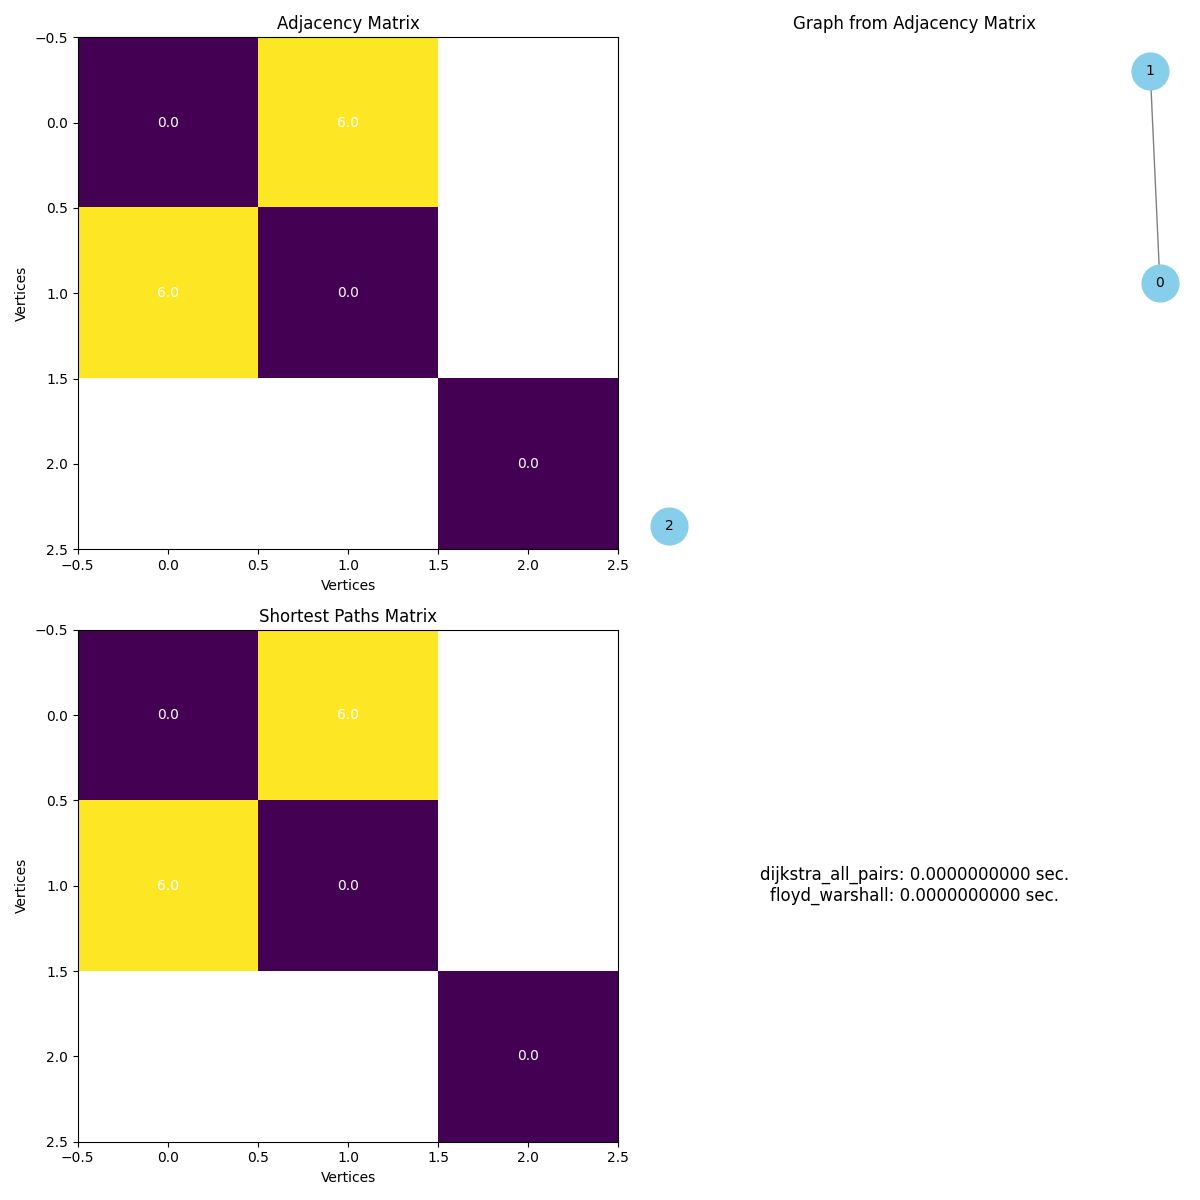 Adjacency Matrix
−0.5
0.0
0.5
1.0
1.5
2.0
2.5
Vertices
0.0 6.0
6.0 0.0
0.0
−0.5 0.0 0.5 1.0 1.5 2.0 2.5
Vertices
Graph from Adjacency Matrix
1
0
2
Shortest Paths Matrix
−0.5
0.0
0.5
1.0
1.5
2.0
2.5
Vertices
0.0 6.0
6.0 0.0
0.0
−0.5 0.0 0.5 1.0 1.5 2.0 2.5
Vertices
dijkstra_all_pairs: 0.0000000000 sec.
floyd_warshall: 0.0000000000 sec.